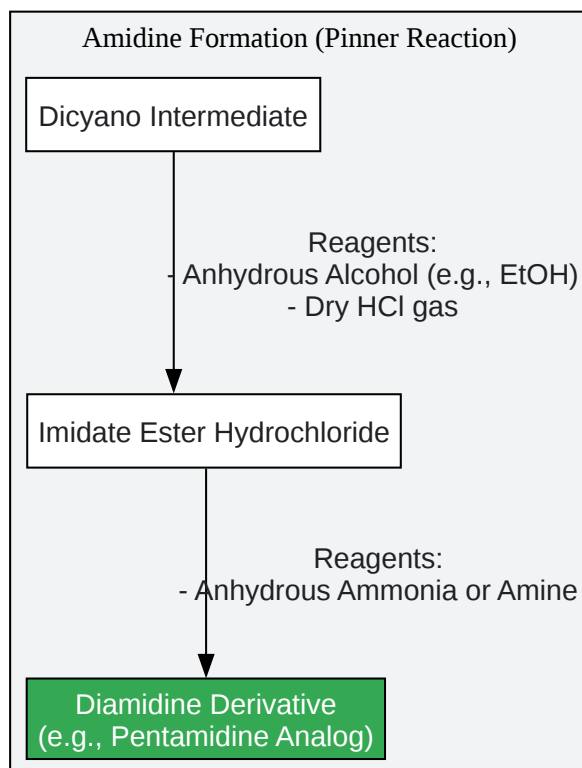 Amidine Formation (Pinner Reaction)
Dicyano Intermediate
Reagents:
- Anhydrous Alcohol (e.g., EtOH)
- Dry HCl gas
Imidate Ester Hydrochloride
Reagents:
- Anhydrous Ammonia or Amine
Diamidine Derivative
(e.g., Pentamidine Analog)